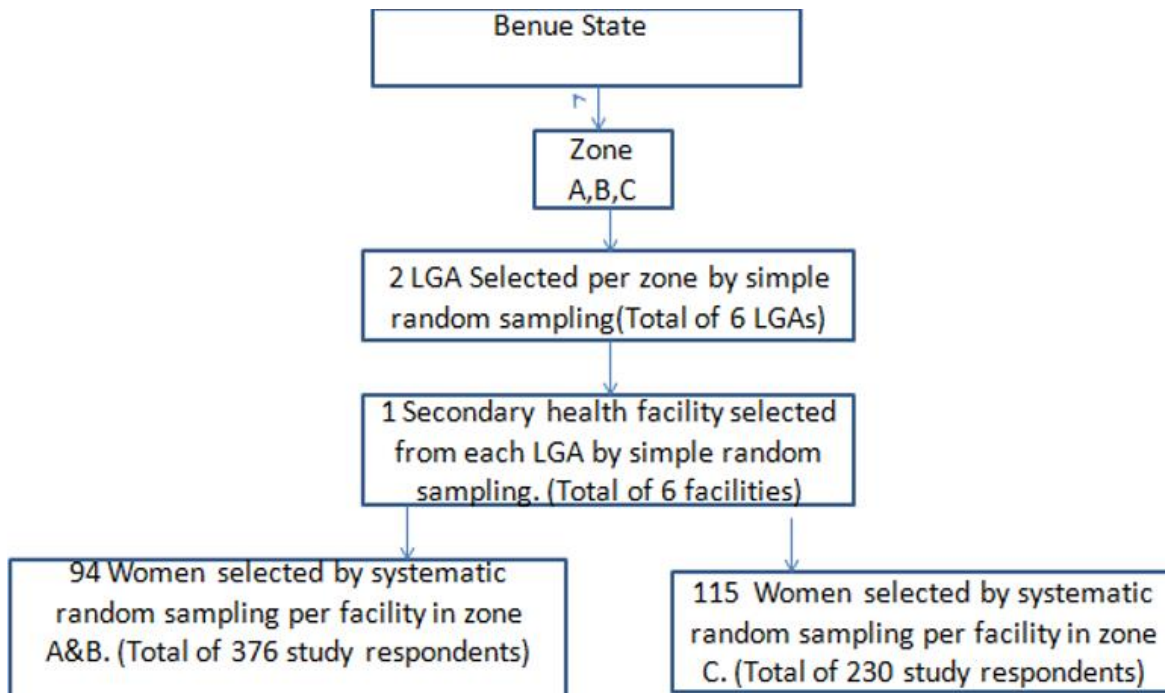 Benue State
Zone
A,B,C
2 LGA Selected per zone by simple
random sampling(Total of 6 LGAs)
1 Secondary health facility selected
from each LGA by simple random
sampling. (Total of 6 facilities)
94 Women selected by systematic
random sampling per facility in zone
A&B. (Total of 376 study respondents)
115 Women selected by systematic
random sampling per facility in zone
C. (Total of 230 study respondents)